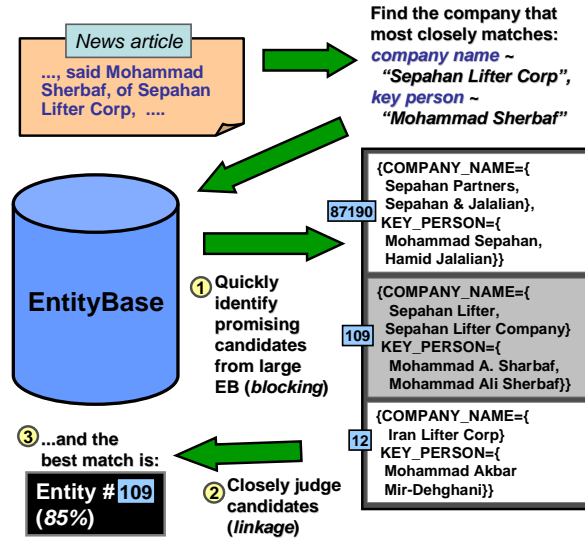 News article
..., said Mohammad
Sherbaf, of Sepahan
Lifter Corp, ....
Find the company that
most closely matches:
company name ~
“Sepahan Lifter Corp”,
key person ~
“Mohammad Sherbaf”
EntityBase
1 Quickly
identify
promising
candidates
from large
EB (blocking)
87190
{COMPANY_NAME={
Sepahan Partners,
Sepahan & Jalalian},
KEY_PERSON={
Mohammad Sepahan,
Hamid Jalalian}}
109
{COMPANY_NAME={
Sepahan Lifter,
Sepahan Lifter Company}
KEY_PERSON={
Mohammad A. Sharbaf,
Mohammad Ali Sherbaf}}
12
{COMPANY_NAME={
Iran Lifter Corp}
KEY_PERSON={
Mohammad Akbar
Mir-Dehghani}}
2 Closely judge
candidates
(linkage)
3 ...and the
best match is:
Entity # 109
(85%)